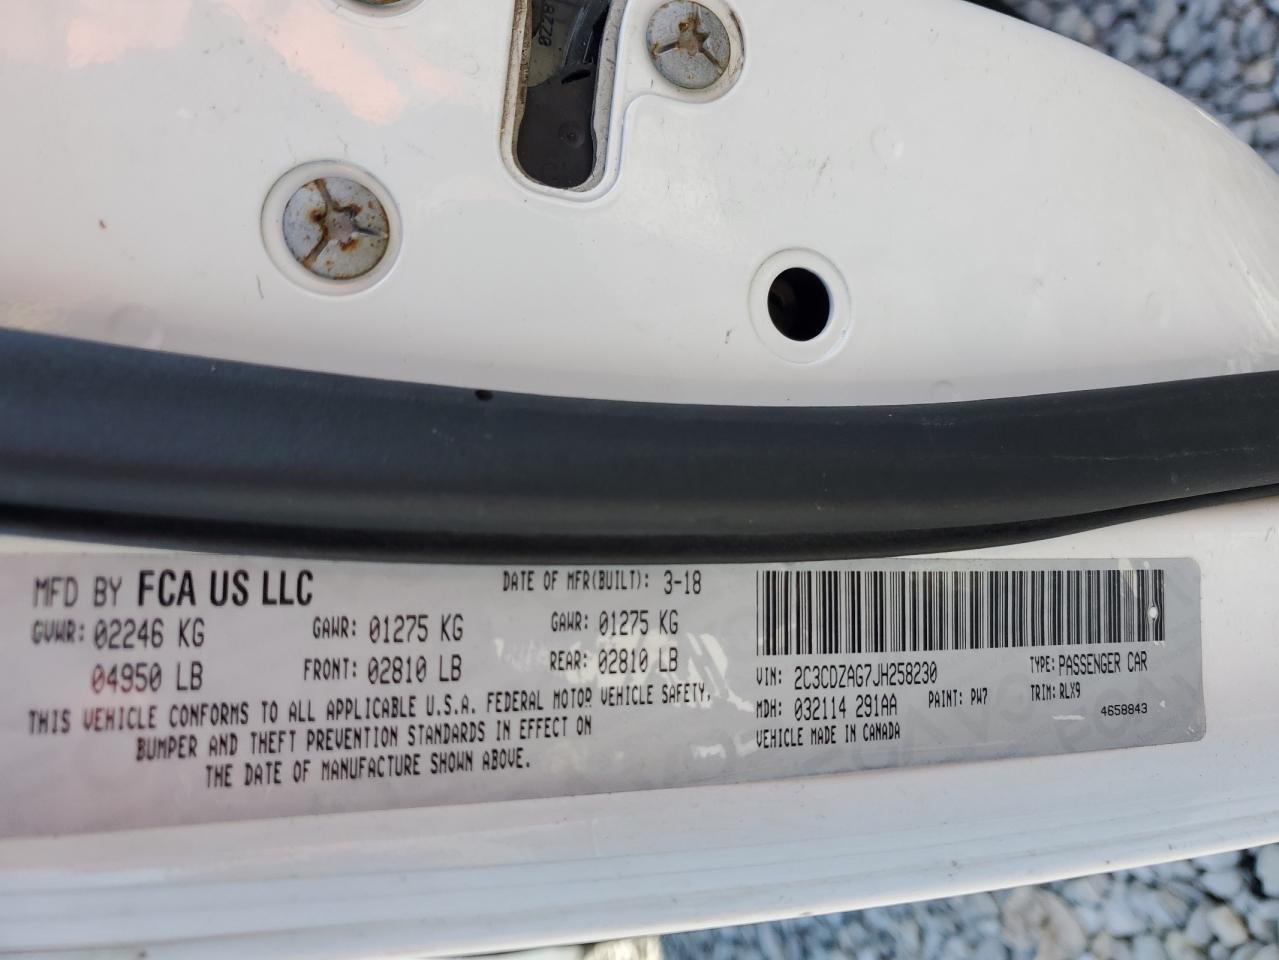 02781
MFD BY FCA US LLC
DATE OF MFR(BUILT): 3-18
GVWR: 02246 KG GAWR: 01275 KG GAWR: 01275 KG
04950 LB FRONT: 02810 LB REAR: 02810 LB
THIS VEHICLE CONFORMS TO ALL APPLICABLE U.S.A. FEDERAL MOTOR VEHICLE SAFETY,
BUMPER AND THEFT PREVENTION STANDARDS IN EFFECT ON
THE DATE OF MANUFACTURE SHOWN ABOVE.
VIN: 2C3CDZAG7JH258230 TYPE: PASSENGER CAR
MDH: 032114 291AA PAINT: PW7 TRIM: RLX9
VEHICLE MADE IN CANADA 4658843